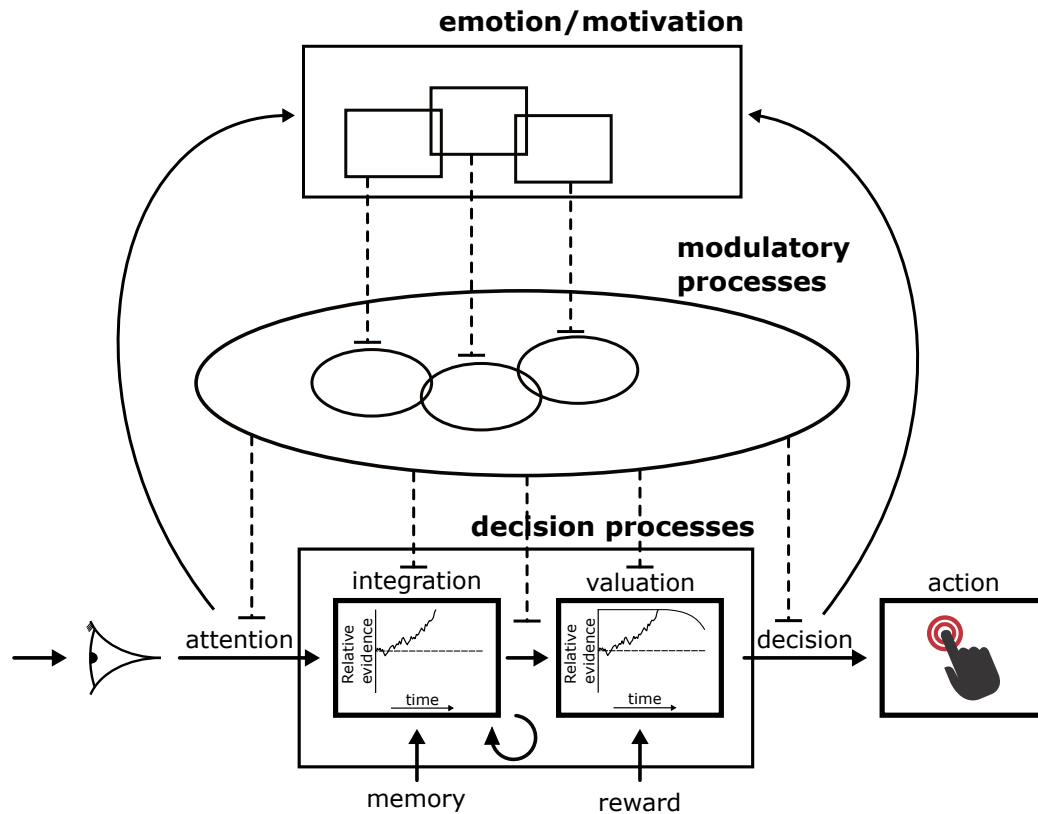 emotion/motivation
modulatory
processes
decision processes
integration
valuation
action
Relative
evidence
time
Relative
evidence
time
attention
decision
memory
reward